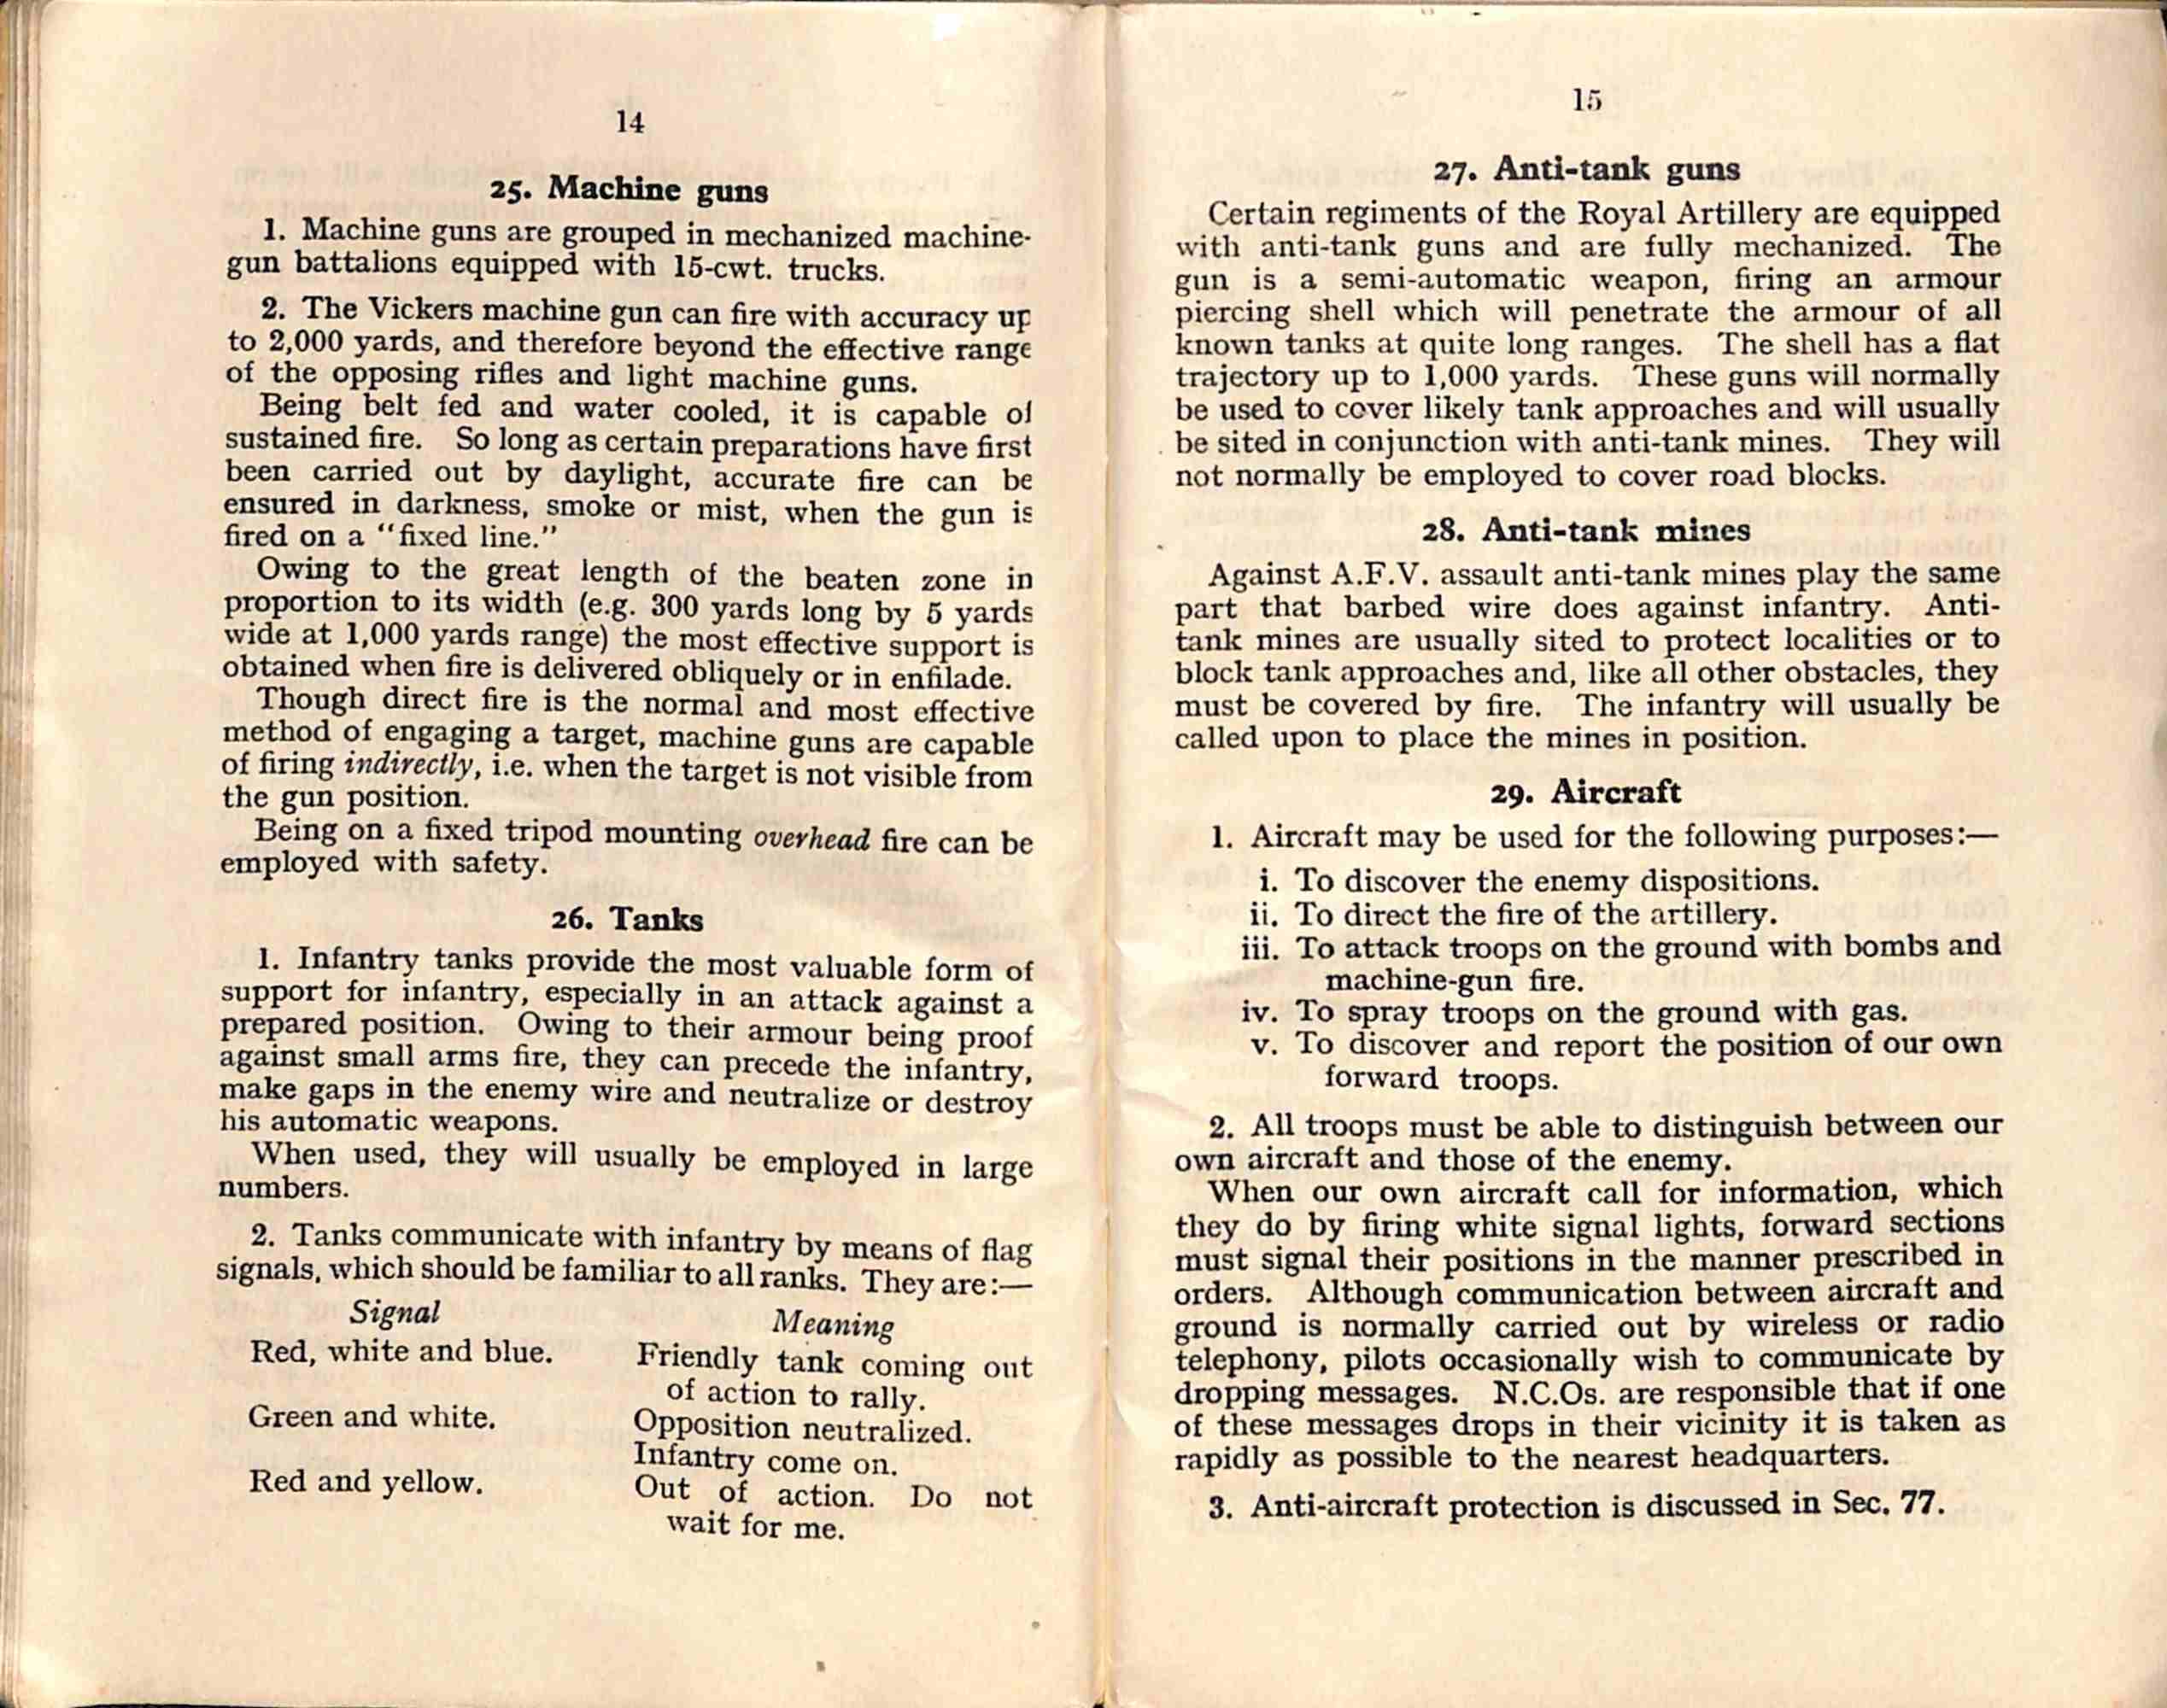 14
25. Machine guns
1. Machine guns are grouped in mechanized machine-
gun battalions equipped with 15-cwt. trucks.
2. The Vickers machine gun can fire with accuracy up
to 2,000 yards, and therefore beyond the effective range
of the opposing rifles and light machine guns.
Being belt fed and water cooled, it is capable of
sustained fire. So long as certain preparations have first
been carried out by daylight, accurate fire can be
ensured in darkness, smoke or mist, when the gun is
fired on a "fixed line."
Owing to the great length of the beaten zone in
proportion to its width (e.g. 300 yards long by 5 yards
wide at 1,000 yards range) the most effective support is
obtained when fire is delivered obliquely or in enfilade.
Though direct fire is the normal and most effective
method of engaging a target, machine guns are capable
of firing indirectly, i.e. when the target is not visible from
the gun position.
Being on a fixed tripod mounting overhead fire can be
employed with safety.
26. Tanks
1. Infantry tanks provide the most valuable form of
support for infantry, especially in an attack against a
prepared position. Owing to their armour being proof
against small arms fire, they can precede the infantry,
make gaps in the enemy wire and neutralize or destroy
his automatic weapons.
When used, they will usually be employed in large
numbers.
2. Tanks communicate with infantry by means of flag
signals, which should be familiar to all ranks. They are:—
Signal Meaning
Red, white and blue. Friendly tank coming out
of action to rally.
Green and white. Opposition neutralized.
Infantry come on.
Red and yellow. Out of action. Do not
wait for me.
15
27. Anti-tank guns
Certain regiments of the Royal Artillery are equipped
with anti-tank guns and are fully mechanized. The
gun is a semi-automatic weapon, firing an armour
piercing shell which will penetrate the armour of all
known tanks at quite long ranges. The shell has a flat
trajectory up to 1,000 yards. These guns will normally
be used to cover likely tank approaches and will usually
be sited in conjunction with anti-tank mines. They will
not normally be employed to cover road blocks.
28. Anti-tank mines
Against A.F.V. assault anti-tank mines play the same
part that barbed wire does against infantry. Anti-
tank mines are usually sited to protect localities or to
block tank approaches and, like all other obstacles, they
must be covered by fire. The infantry will usually be
called upon to place the mines in position.
29. Aircraft
1. Aircraft may be used for the following purposes:—
i. To discover the enemy dispositions.
ii. To direct the fire of the artillery.
iii. To attack troops on the ground with bombs and
machine-gun fire.
iv. To spray troops on the ground with gas.
v. To discover and report the position of our own
forward troops.
2. All troops must be able to distinguish between our
own aircraft and those of the enemy.
When our own aircraft call for information, which
they do by firing white signal lights, forward sections
must signal their positions in the manner prescribed in
orders. Although communication between aircraft and
ground is normally carried out by wireless or radio
telephony, pilots occasionally wish to communicate by
dropping messages. N.C.Os. are responsible that if one
of these messages drops in their vicinity it is taken as
rapidly as possible to the nearest headquarters.
3. Anti-aircraft protection is discussed in Sec. 77.